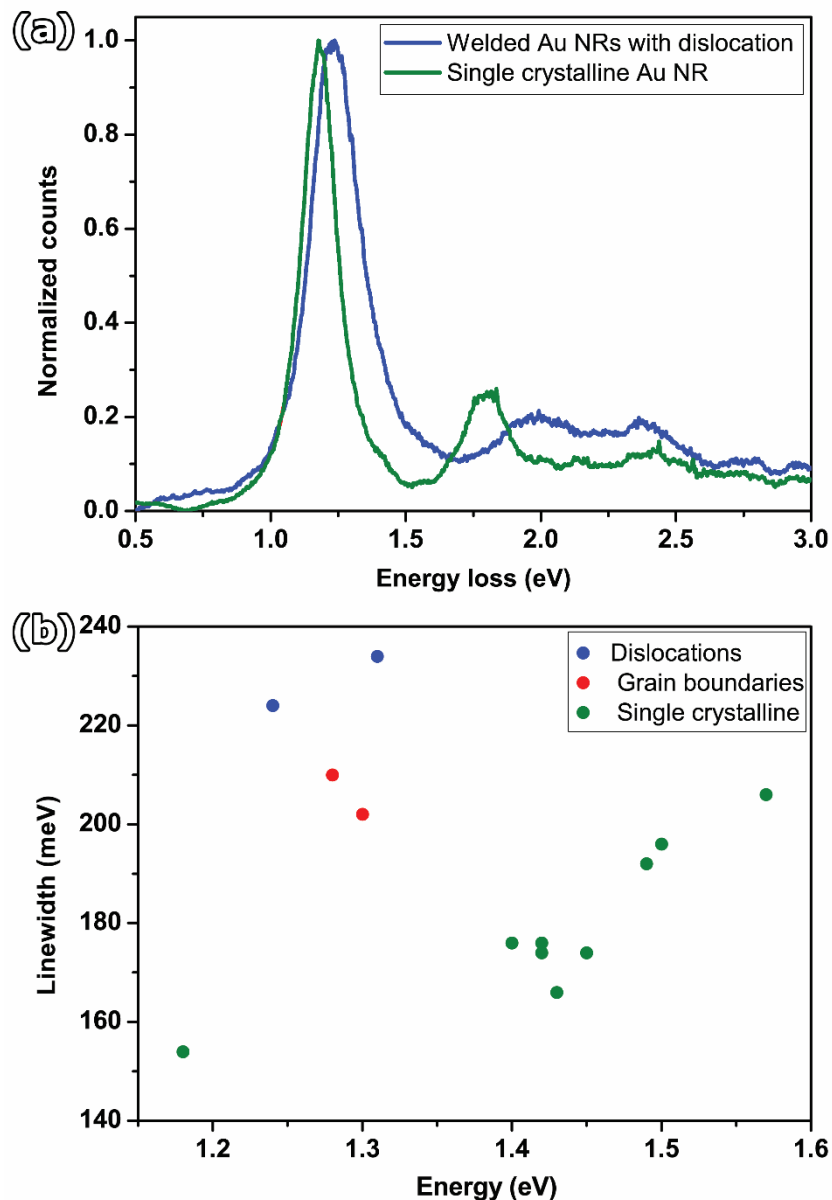 (a)
1.0
0.8
0.6
0.4
0.2
0.0
Normalized counts
Welded Au NRs with dislocation
Single crystalline Au NR
0.5 1.0 1.5 2.0 2.5 3.0
Energy loss (eV)
(b)
240
220
200
180
160
140
Linewidth (meV)
Dislocations
Grain boundaries
Single crystalline
1.2 1.3 1.4 1.5 1.6
Energy (eV)